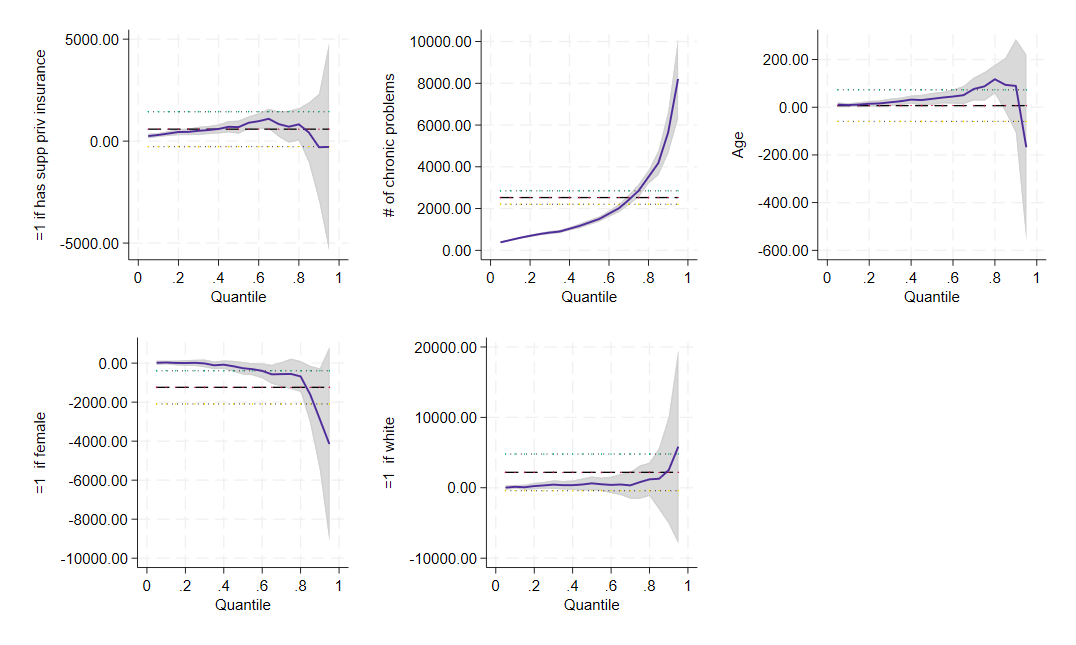 =1 if has supp priv insurance
5000.00
0.00
-5000.00
0 .2 .4 .6 .8 1
Quantile
# of chronic problems
10000.00
8000.00
6000.00
4000.00
2000.00
0.00
0 .2 .4 .6 .8 1
Quantile
Age
200.00
0.00
-200.00
-400.00
-600.00
0 .2 .4 .6 .8 1
Quantile
=1 if female
0.00
-2000.00
-4000.00
-6000.00
-8000.00
-10000.00
0 .2 .4 .6 .8 1
Quantile
=1 if white
20000.00
10000.00
0.00
-10000.00
0 .2 .4 .6 .8 1
Quantile